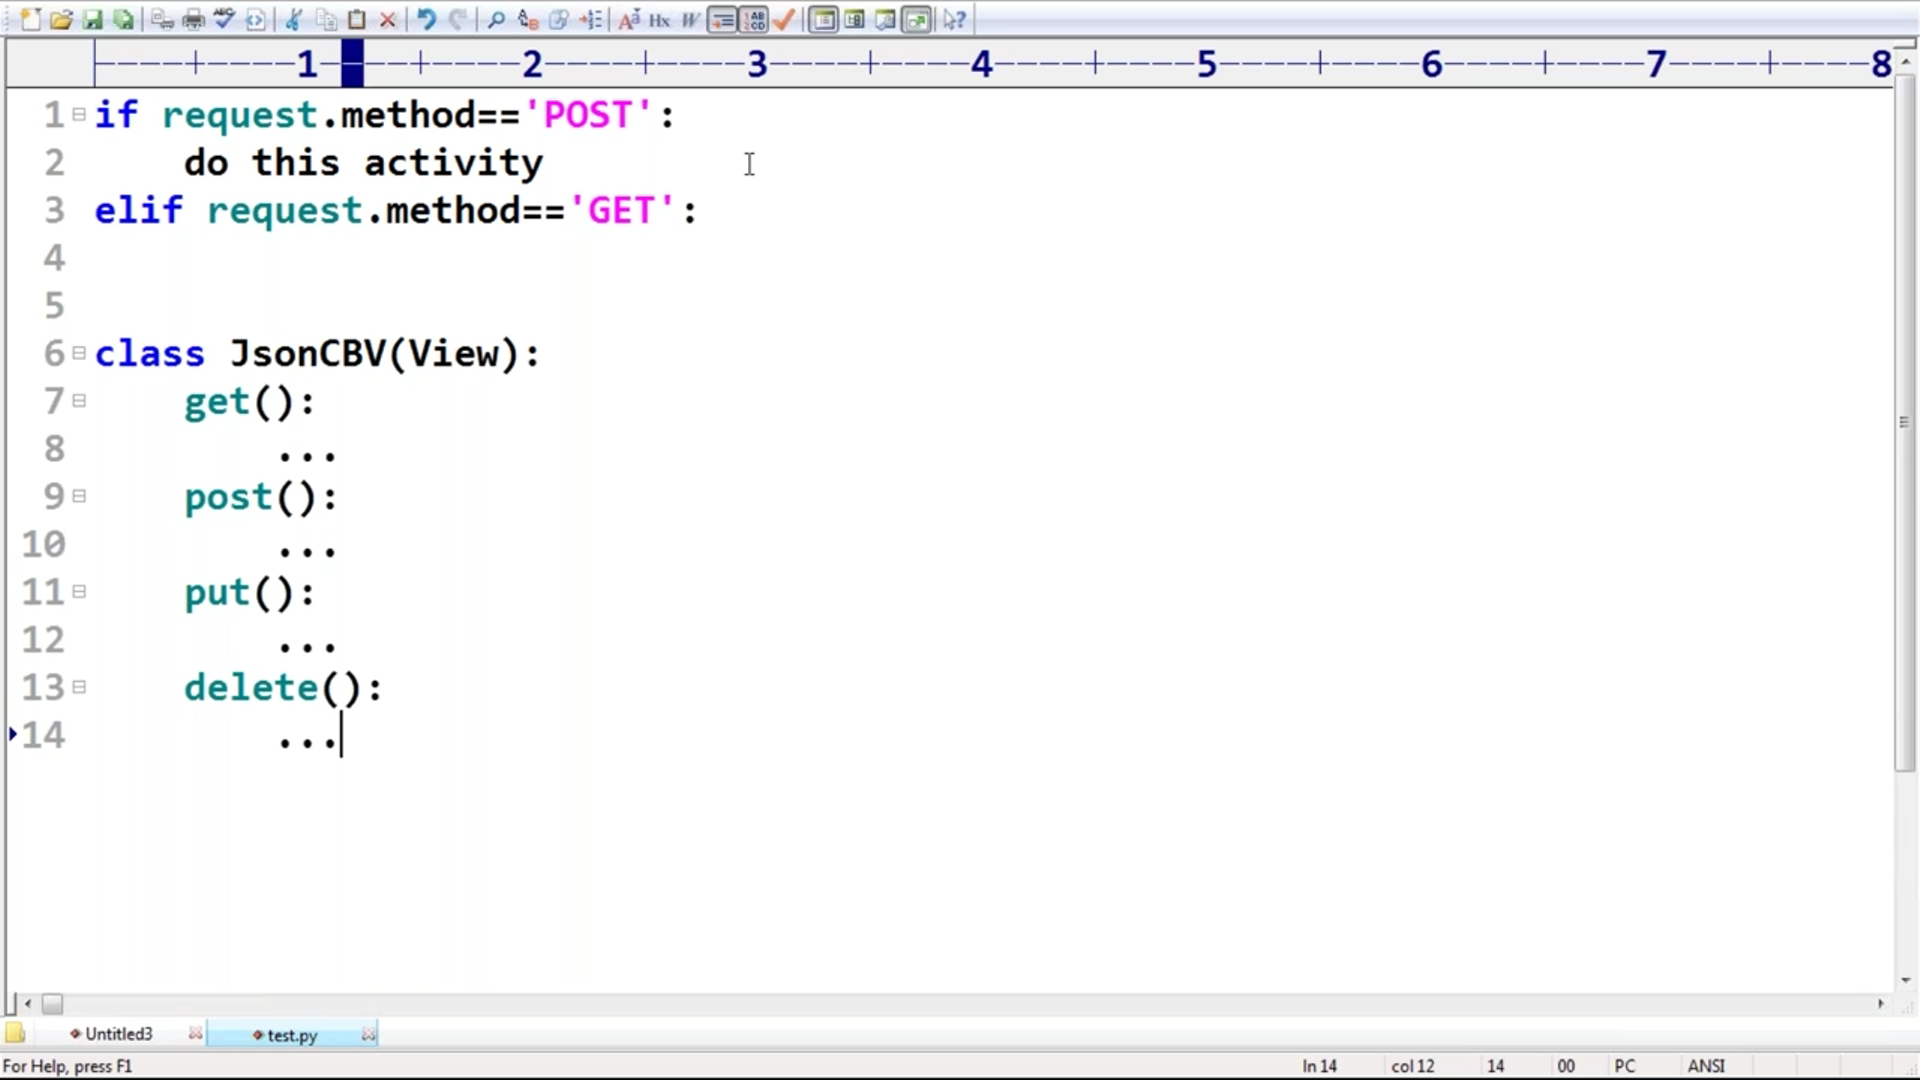 1 2 3 4 5 6 7 8
1 if request.method=='POST':
2 do this activity
3 elif request.method=='GET':
4
5
6 class JsonCBV(View):
7 get():
8 ...
9 post():
10 ...
11 put():
12 ...
13 delete():
14 ...
Untitled3 test.py
For Help, press F1 ln 14 col 12 14 00 PC ANSI